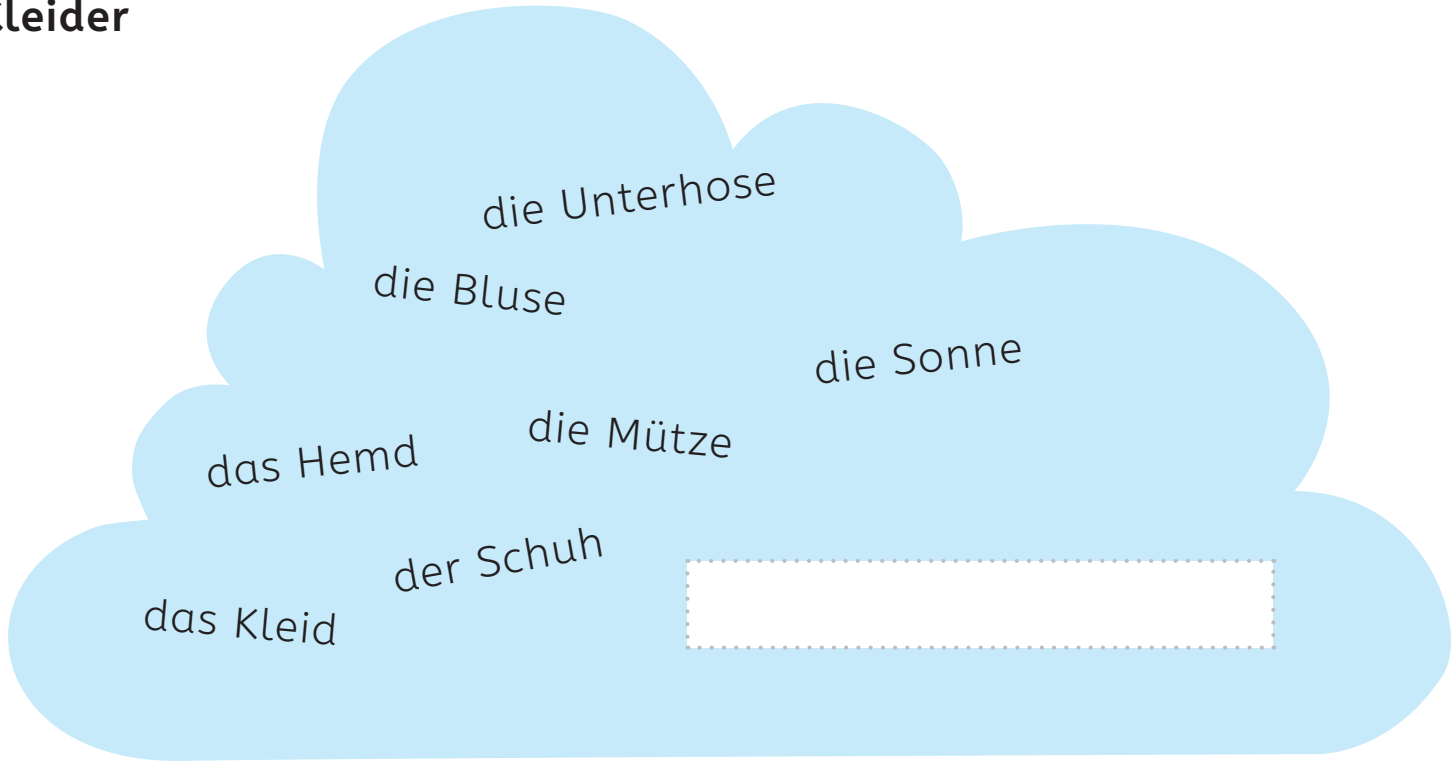 leider
die Unterhose
die Bluse
die Sonne
die Mütze
das Hemd
der Schuh
das Kleid